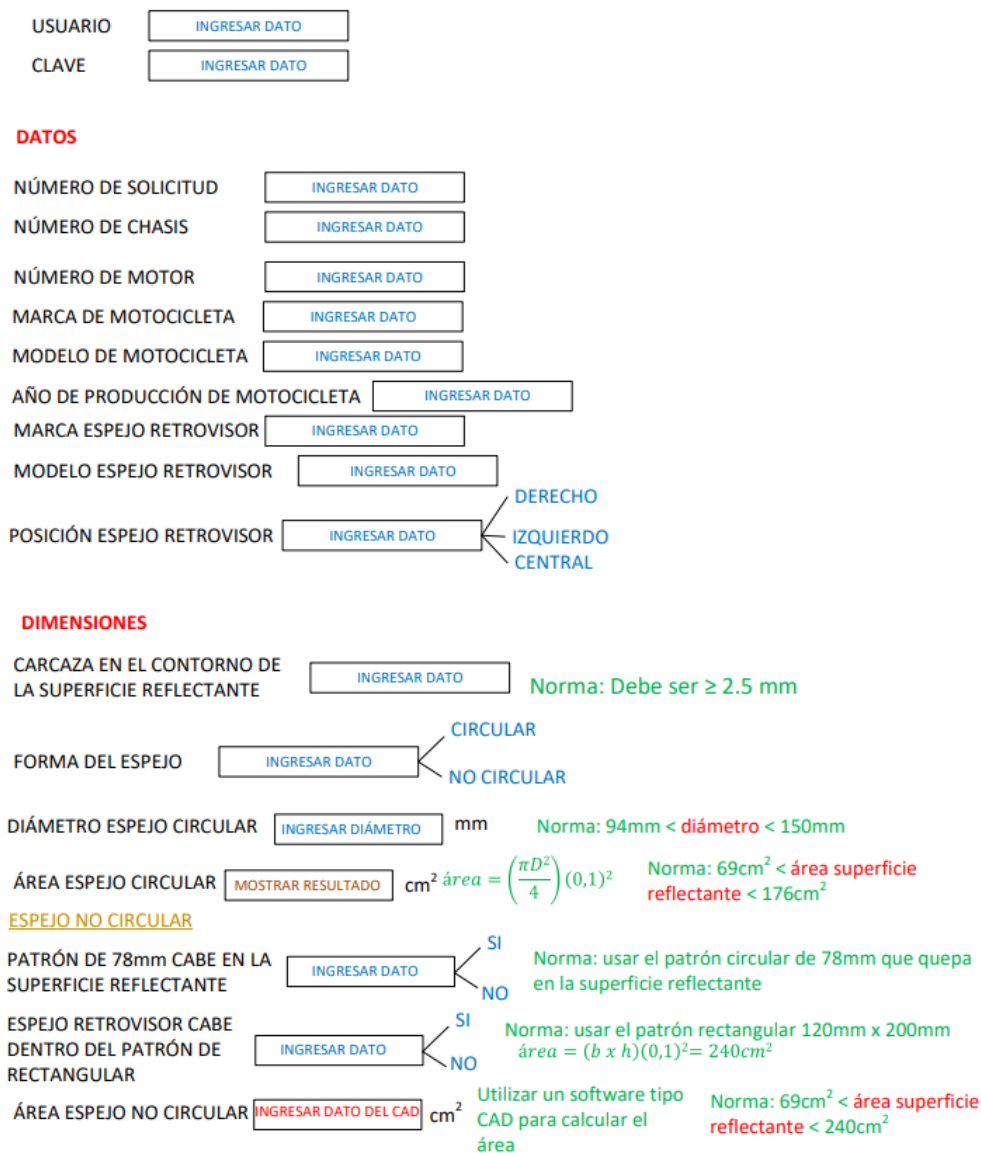 USUARIO INGRESAR DATO
CLAVE INGRESAR DATO
DATOS
NÚMERO DE SOLICITUD INGRESAR DATO
NÚMERO DE CHASIS INGRESAR DATO
NÚMERO DE MOTOR INGRESAR DATO
MARCA DE MOTOCICLETA INGRESAR DATO
MODELO DE MOTOCICLETA INGRESAR DATO
AÑO DE PRODUCCIÓN DE MOTOCICLETA INGRESAR DATO
MARCA ESPEJO RETROVISOR INGRESAR DATO
MODELO ESPEJO RETROVISOR INGRESAR DATO
POSICIÓN ESPEJO RETROVISOR INGRESAR DATO
DERECHO
IZQUIERDO
CENTRAL
DIMENSIONES
CARCAZA EN EL CONTORNO DE
LA SUPERFICIE REFLECTANTE
INGRESAR DATO
Norma: Debe ser ≥ 2.5 mm
FORMA DEL ESPEJO INGRESAR DATO
CIRCULAR
NO CIRCULAR
DIÁMETRO ESPEJO CIRCULAR INGRESAR DIÁMETRO mm Norma: 94mm < diámetro < 150mm
ÁREA ESPEJO CIRCULAR MOSTRAR RESULTADO cm² área = (πD²/4)(0,1)²
Norma: 69cm² < área superficie
reflectante < 176cm²
ESPEJO NO CIRCULAR
PATRÓN DE 78mm CABE EN LA
SUPERFICIE REFLECTANTE
INGRESAR DATO
SI
NO
Norma: usar el patrón circular de 78mm que quepa
en la superficie reflectante
ESPEJO RETROVISOR CABE
DENTRO DEL PATRÓN DE
RECTANGULAR
INGRESAR DATO
SI
NO
Norma: usar el patrón rectangular 120mm x 200mm
área = (b x h)(0,1)²= 240cm²
ÁREA ESPEJO NO CIRCULAR INGRESAR DATO DEL CAD cm²
Utilizar un software tipo
CAD para calcular el
área
Norma: 69cm² < área superficie
reflectante < 240cm²